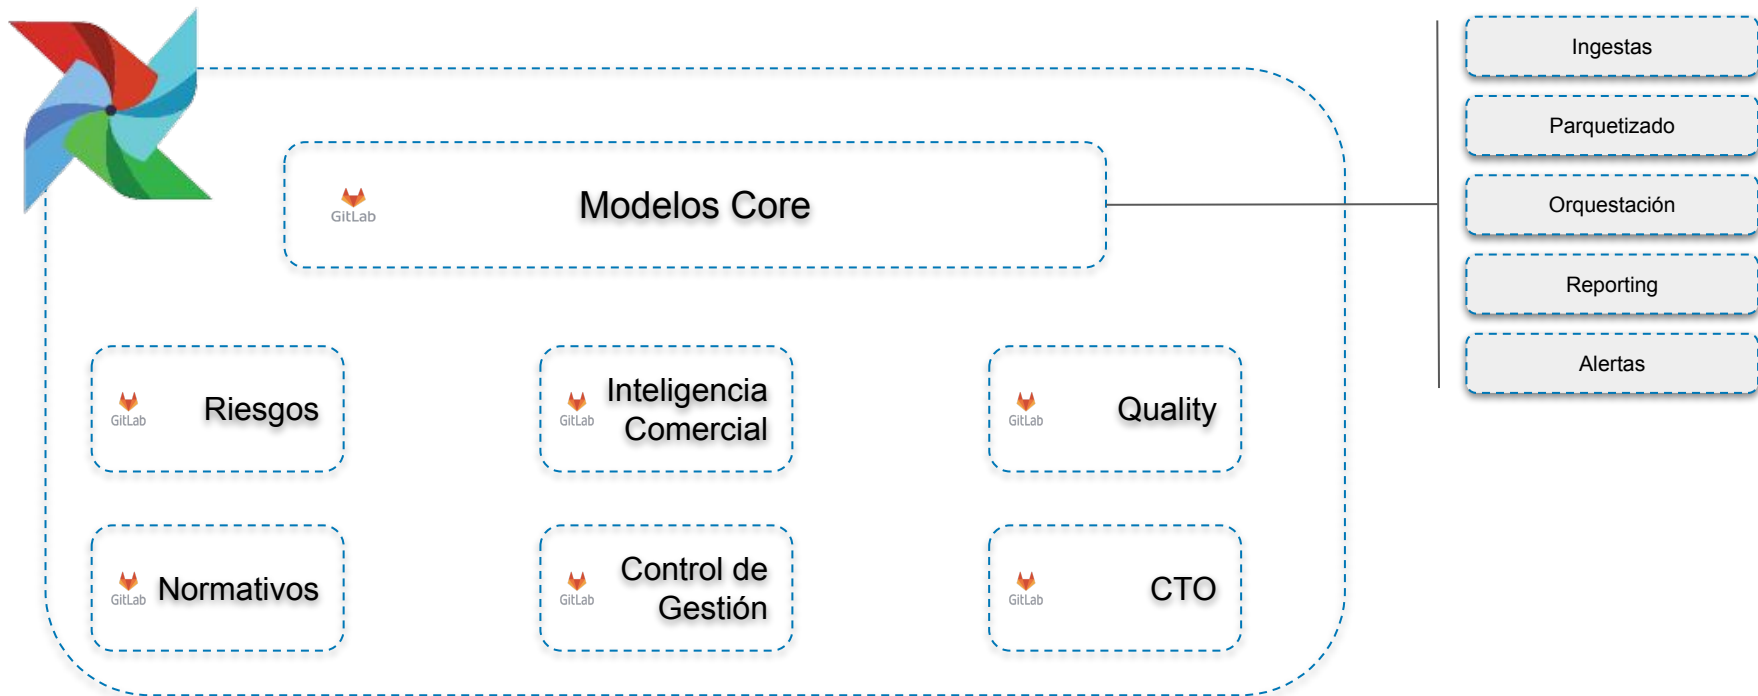 Ingestas
Parquetizado
Orquestación
Reporting
Alertas
GitLab
Modelos Core
GitLab
Riesgos
GitLab
Inteligencia
Comercial
GitLab
Quality
GitLab
Normativos
GitLab
Control de
Gestión
GitLab
CTO